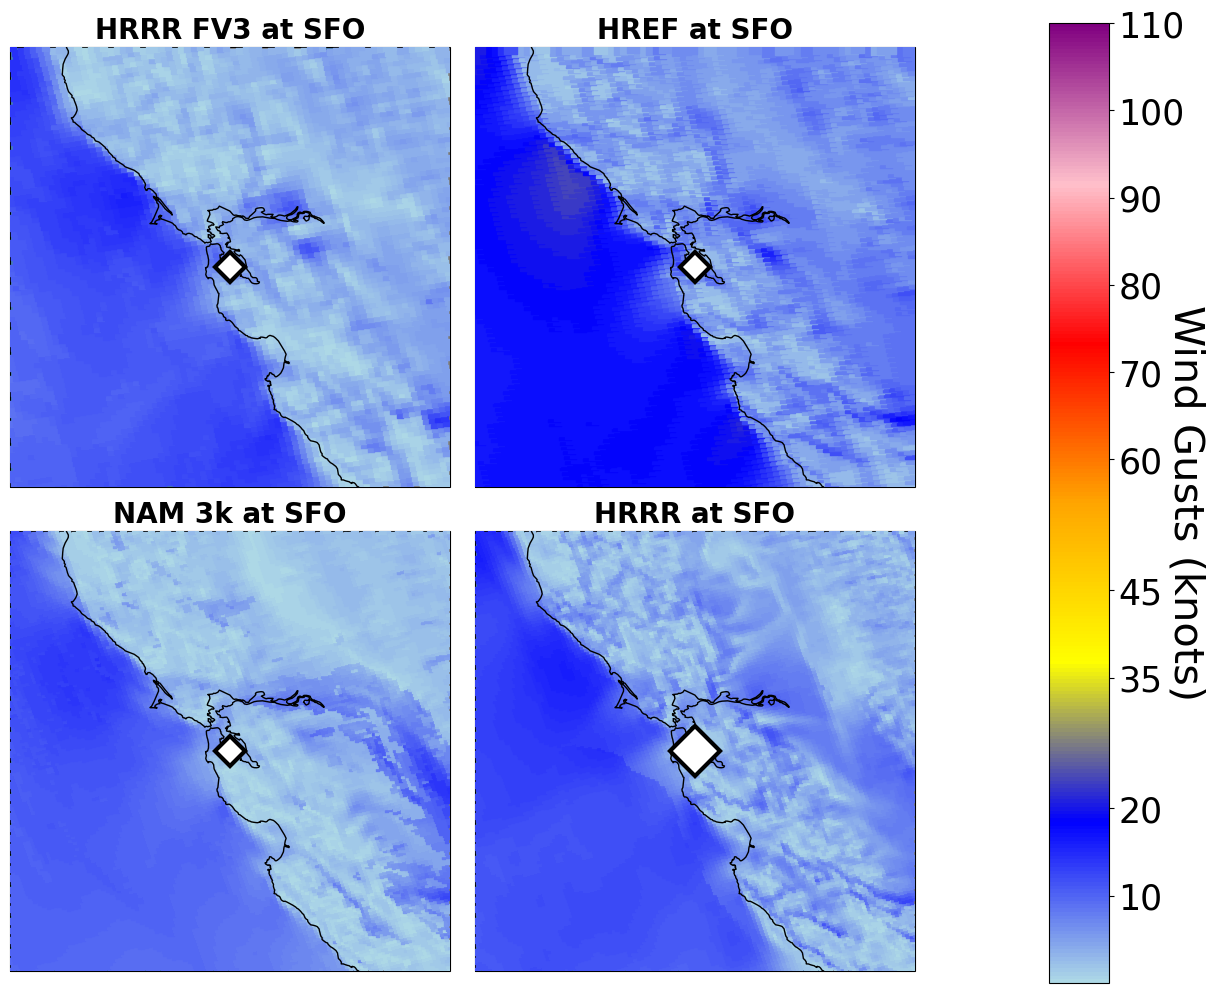 HRRR FV3 at SFO
HREF at SFO
NAM 3k at SFO
HRRR at SFO
110
100
90
80
70
60
45
35
20
10
Wind Gusts (knots)